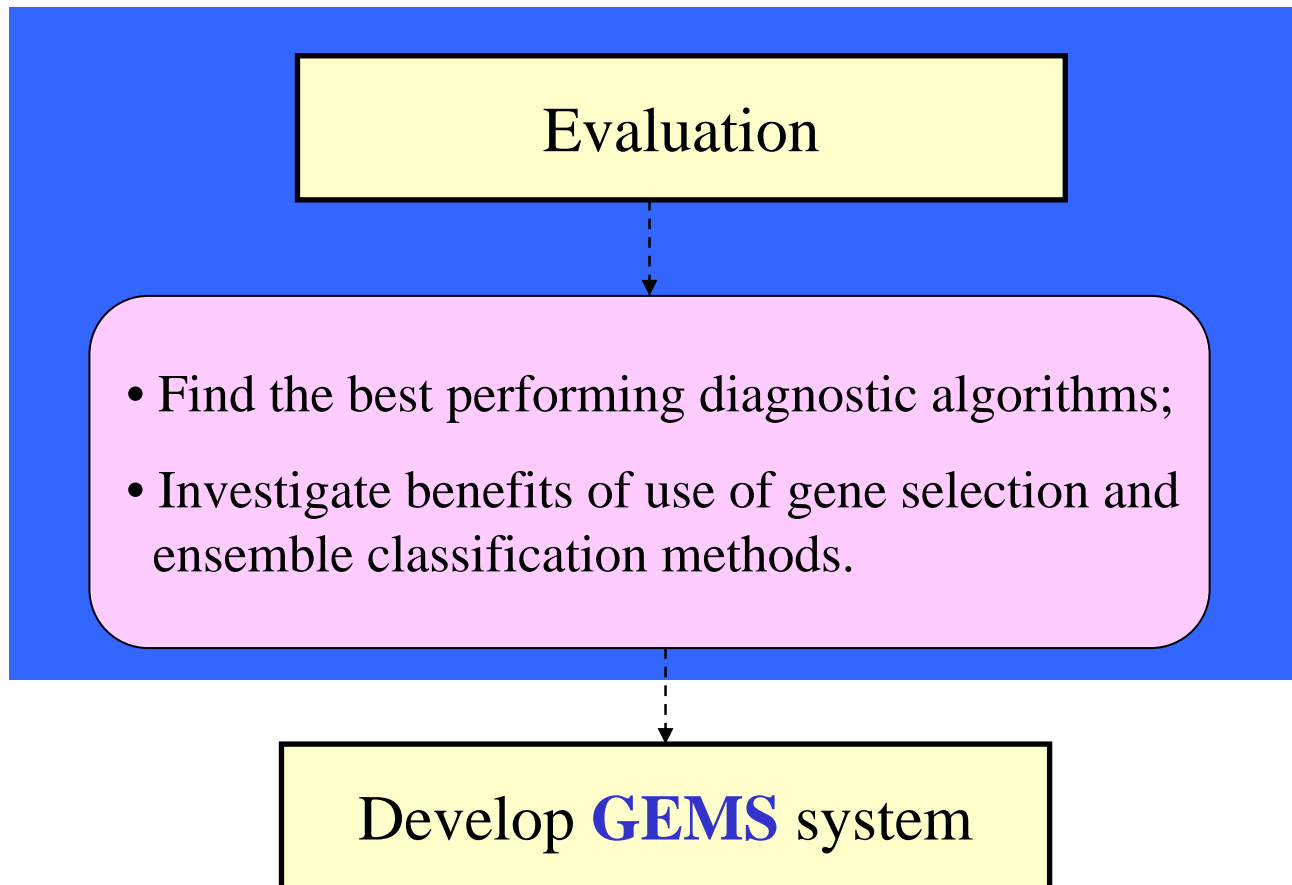 Evaluation
• Find the best performing diagnostic algorithms;
• Investigate benefits of use of gene selection and
ensemble classification methods.
Develop GEMS system